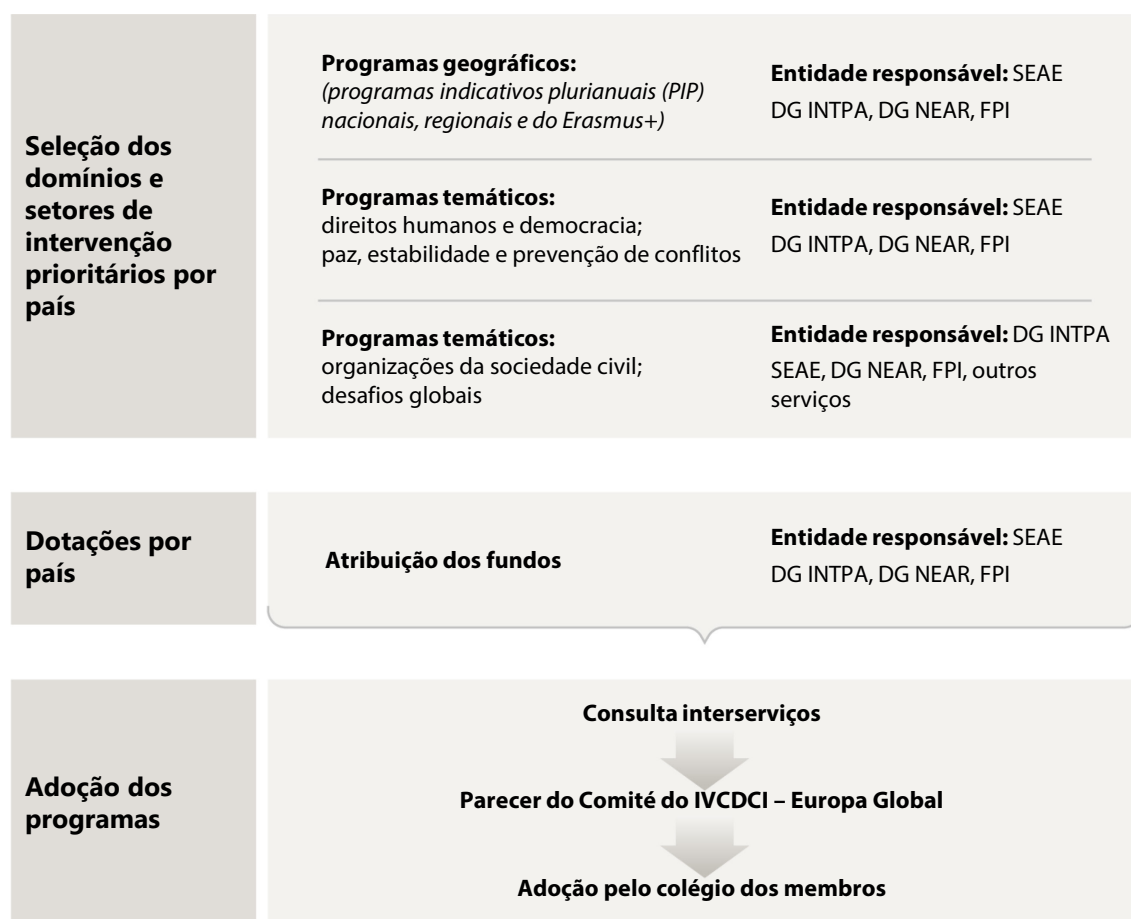 Seleção dos
domínios e
setores de
intervenção
prioritários por
país
Programas geográficos:
(programas indicativos plurianuais (PIP)
nacionais, regionais e do Erasmus+)
Entidade responsável: SEAE
DG INTPA, DG NEAR, FPI
Programas temáticos:
direitos humanos e democracia;
paz, estabilidade e prevenção de conflitos
Entidade responsável: SEAE
DG INTPA, DG NEAR, FPI
Programas temáticos:
organizações da sociedade civil;
desafios globais
Entidade responsável: DG INTPA
SEAE, DG NEAR, FPI, outros
serviços
Dotações por
país
Atribuição dos fundos
Entidade responsável: SEAE
DG INTPA, DG NEAR, FPI
Adoção dos
programas
Consulta interserviços
Parecer do Comité do IVCDCI – Europa Global
Adoção pelo colégio dos membros